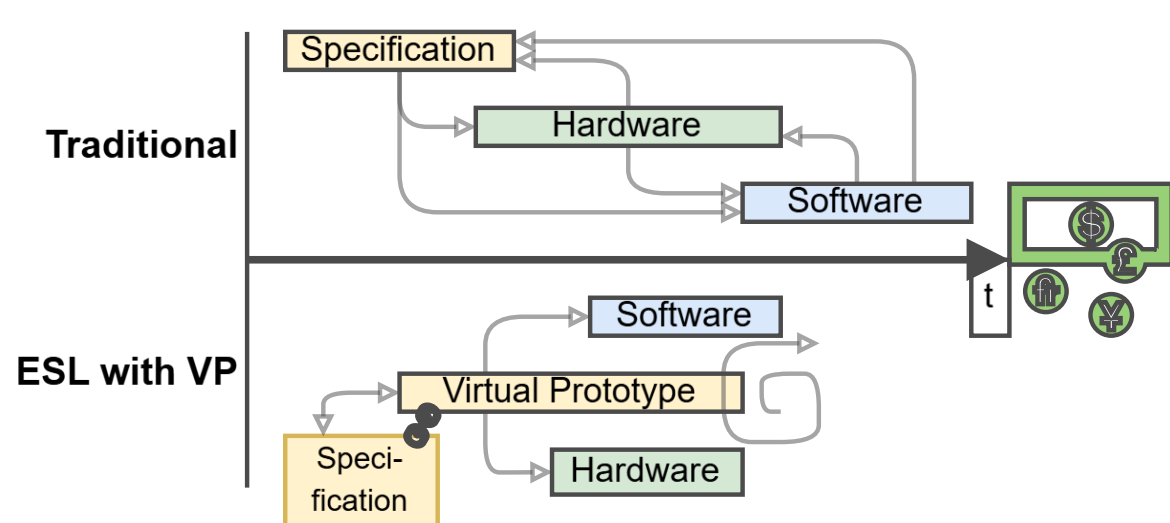 Specification
Hardware
Traditional
Software
$
£
t
¥
Software
ESL with VP
Virtual Prototype
Speci-
fication
Hardware